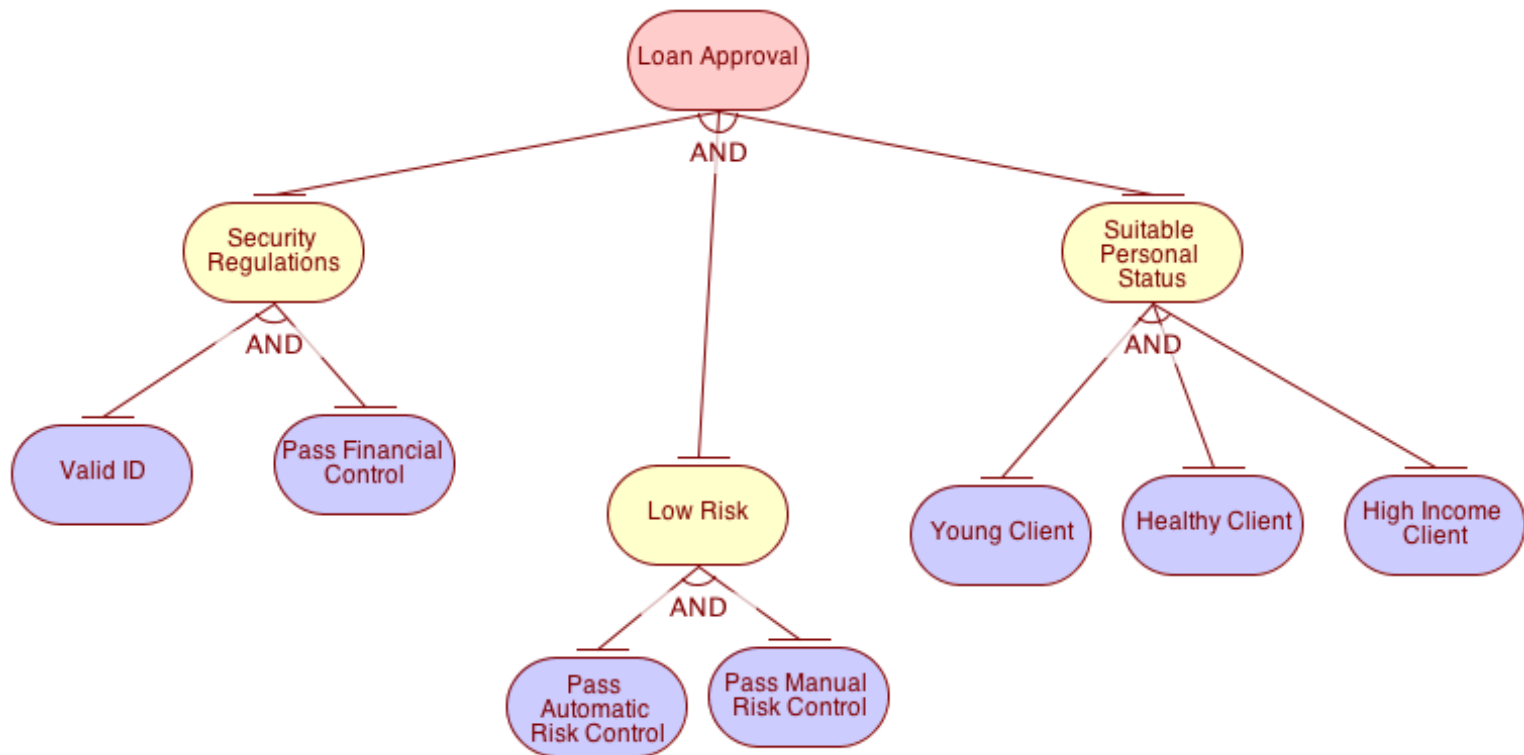 Loan Approval
AND
Security
Regulations
AND
Valid ID
Pass Financial
Control
Low Risk
AND
Pass
Automatic
Risk Control
Pass Manual
Risk Control
Suitable
Personal
Status
AND
Young Client
Healthy Client
High Income
Client